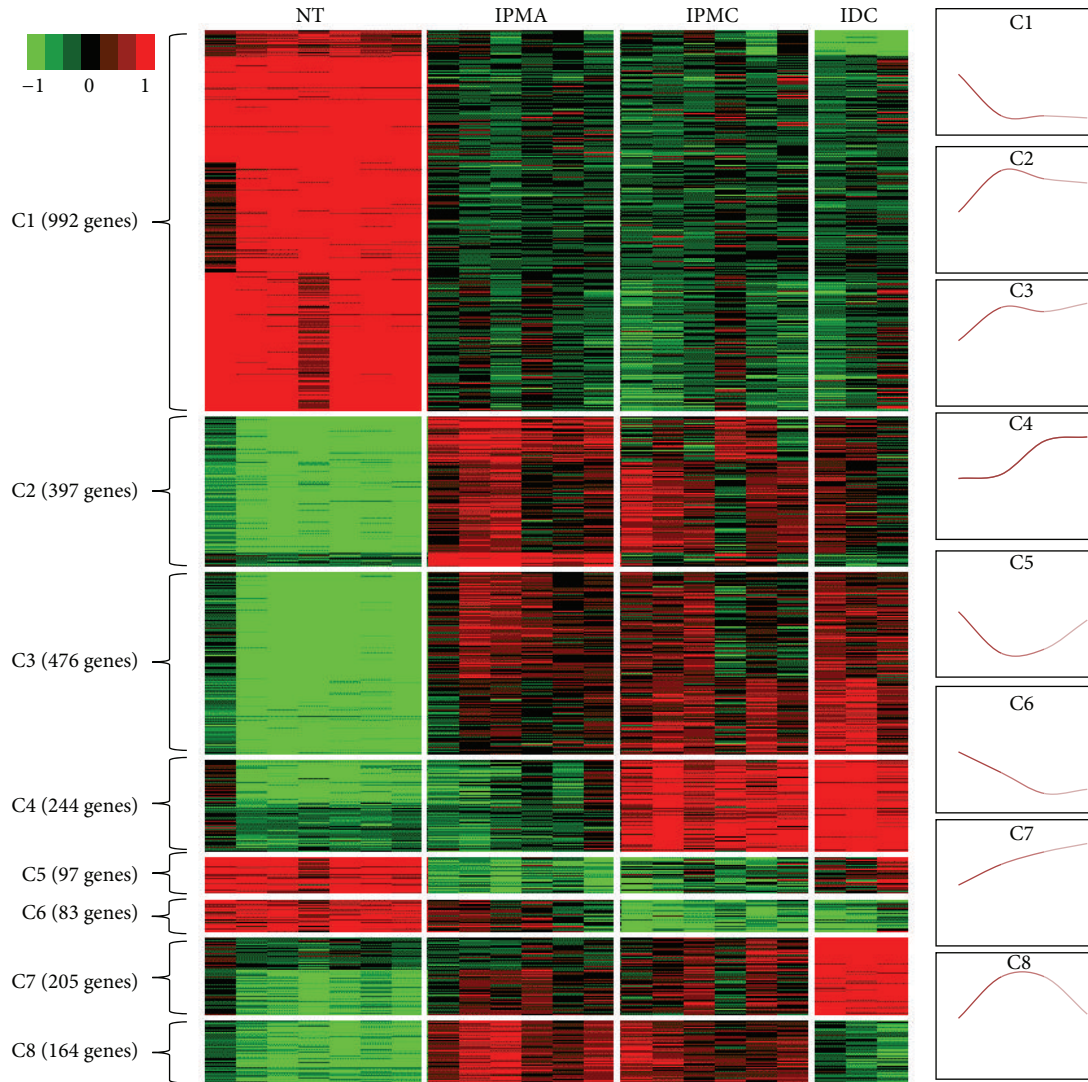 NT IPMA IPMC IDC
−1 0 1
C1 (992 genes)
C2 (397 genes)
C3 (476 genes)
C4 (244 genes)
C5 (97 genes)
C6 (83 genes)
C7 (205 genes)
C8 (164 genes)
C1
C2
C3
C4
C5
C6
C7
C8